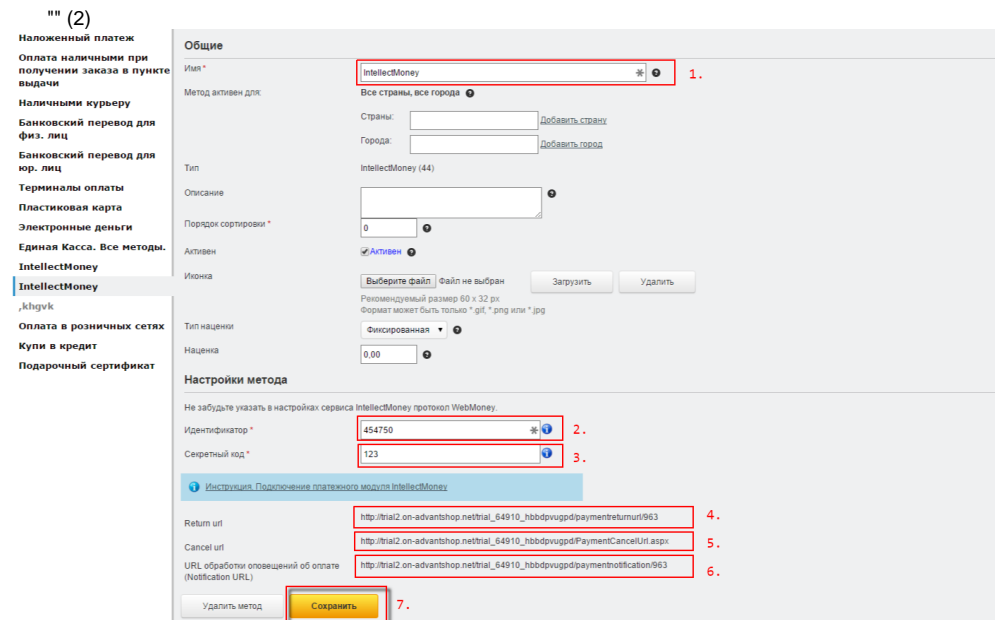 "" (2)
Наложенный платеж
Оплата наличными при
получении заказа в пункте
выдачи
Наличными курьеру
Банковский перевод для
физ. лиц
Банковский перевод для
юр. лиц
Терминалы оплаты
Пластиковая карта
Электронные деньги
Единая Касса. Все методы.
IntellectMoney
IntellectMoney
,khgvk
Оплата в розничных сетях
Купи в кредит
Подарочный сертификат
Общие
Имя * IntellectMoney 1.
Метод активен для: Все страны, все города
Страны: Добавить страну
Города: Добавить город
Тип IntellectMoney (44)
Описание
Порядок сортировки * 0
Активен Активен
Иконка Выберите файл Файл не выбран Загрузить Удалить
Рекомендуемый размер 60 x 32 px
Формат может быть только *.gif, *.png или *.jpg
Тип наценки Фиксированная
Наценка 0,00
Настройки метода
Не забудьте указать в настройках сервиса IntellectMoney протокол WebMoney.
Идентификатор * 454750 2.
Секретный код * 123 3.
Инструкция. Подключение платежного модуля IntellectMoney
Return url http://trial2.on-advantshop.net/trial_64910_hbbdpvugpd/paymentreturnurl/963 4.
Cancel url http://trial2.on-advantshop.net/trial_64910_hbbdpvugpd/PaymentCancelUrl.aspx 5.
URL обработки оповещений об оплате http://trial2.on-advantshop.net/trial_64910_hbbdpvugpd/paymentnotification/963 6.
(Notification URL)
Удалить метод Сохранить 7.